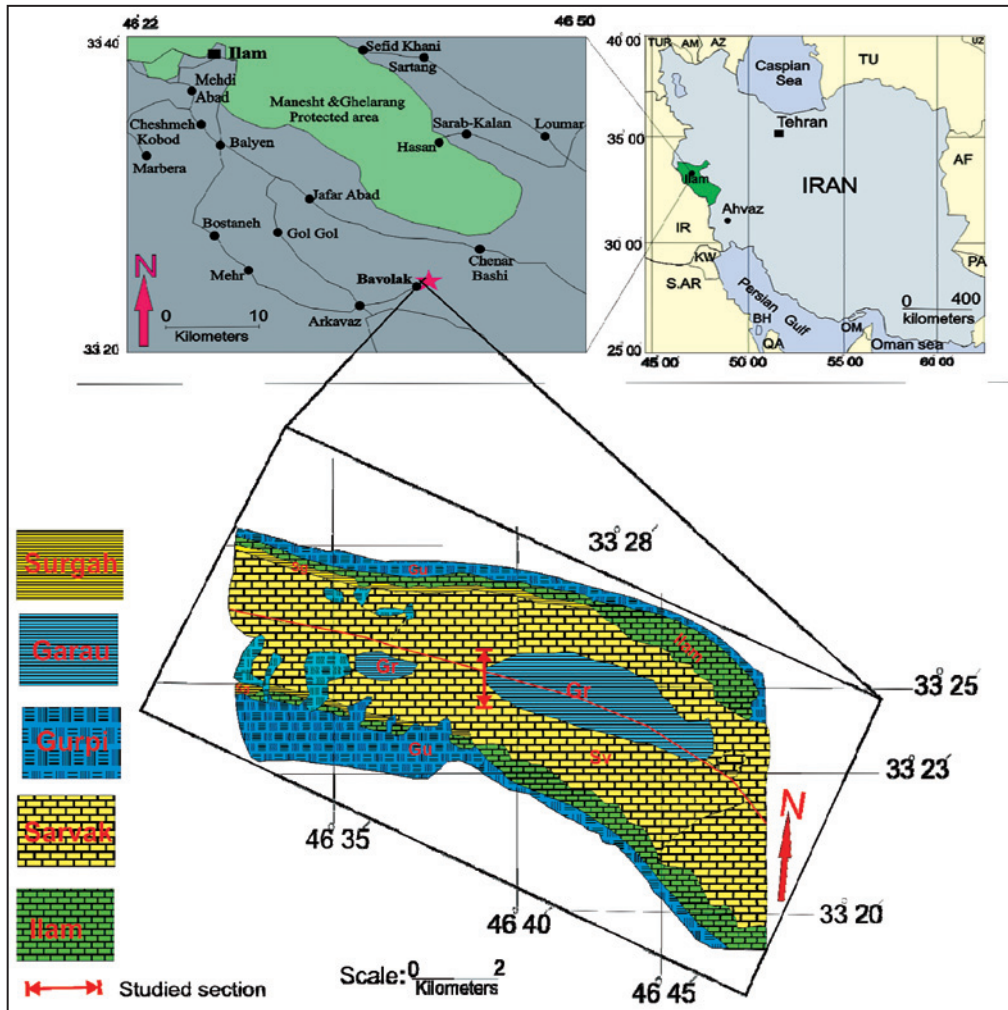 46 22
46 50
33 40
33 20
Ilam
Mehdi
Abad
Cheshmeh
Kobod
Marbera
Balyen
Sefid Khani
Sartang
Manesht &Ghelarang
Protected area
Sarab-Kalan
Hasan
Loumar
Jafar Abad
Bostaneh
Gol Gol
Mehr
Chenar
Bashi
Bavolak
Arkavaz
N
0 10
Kilometers
40 00
35 00
30 00
25 00
45 00
50 00
55 00
60 00
TUR
AM
AZ
UZ
Caspian
Sea
TU
Tehran
AF
IRAN
Ilam
Ahvaz
IR
KW
S.AR
PA
Persian Gulf
BH
QA
OM
Oman sea
0 400
kilometers
33° 28′
33 25
33 23
33° 20′
46 35′
46 40′
46 45′
Gu
Ilam
Gr
Gr
Sv
Gu
N
Surgah
Garau
Gurpi
Sarvak
Ilam
Studied section
Scale: 0 2
Kilometers